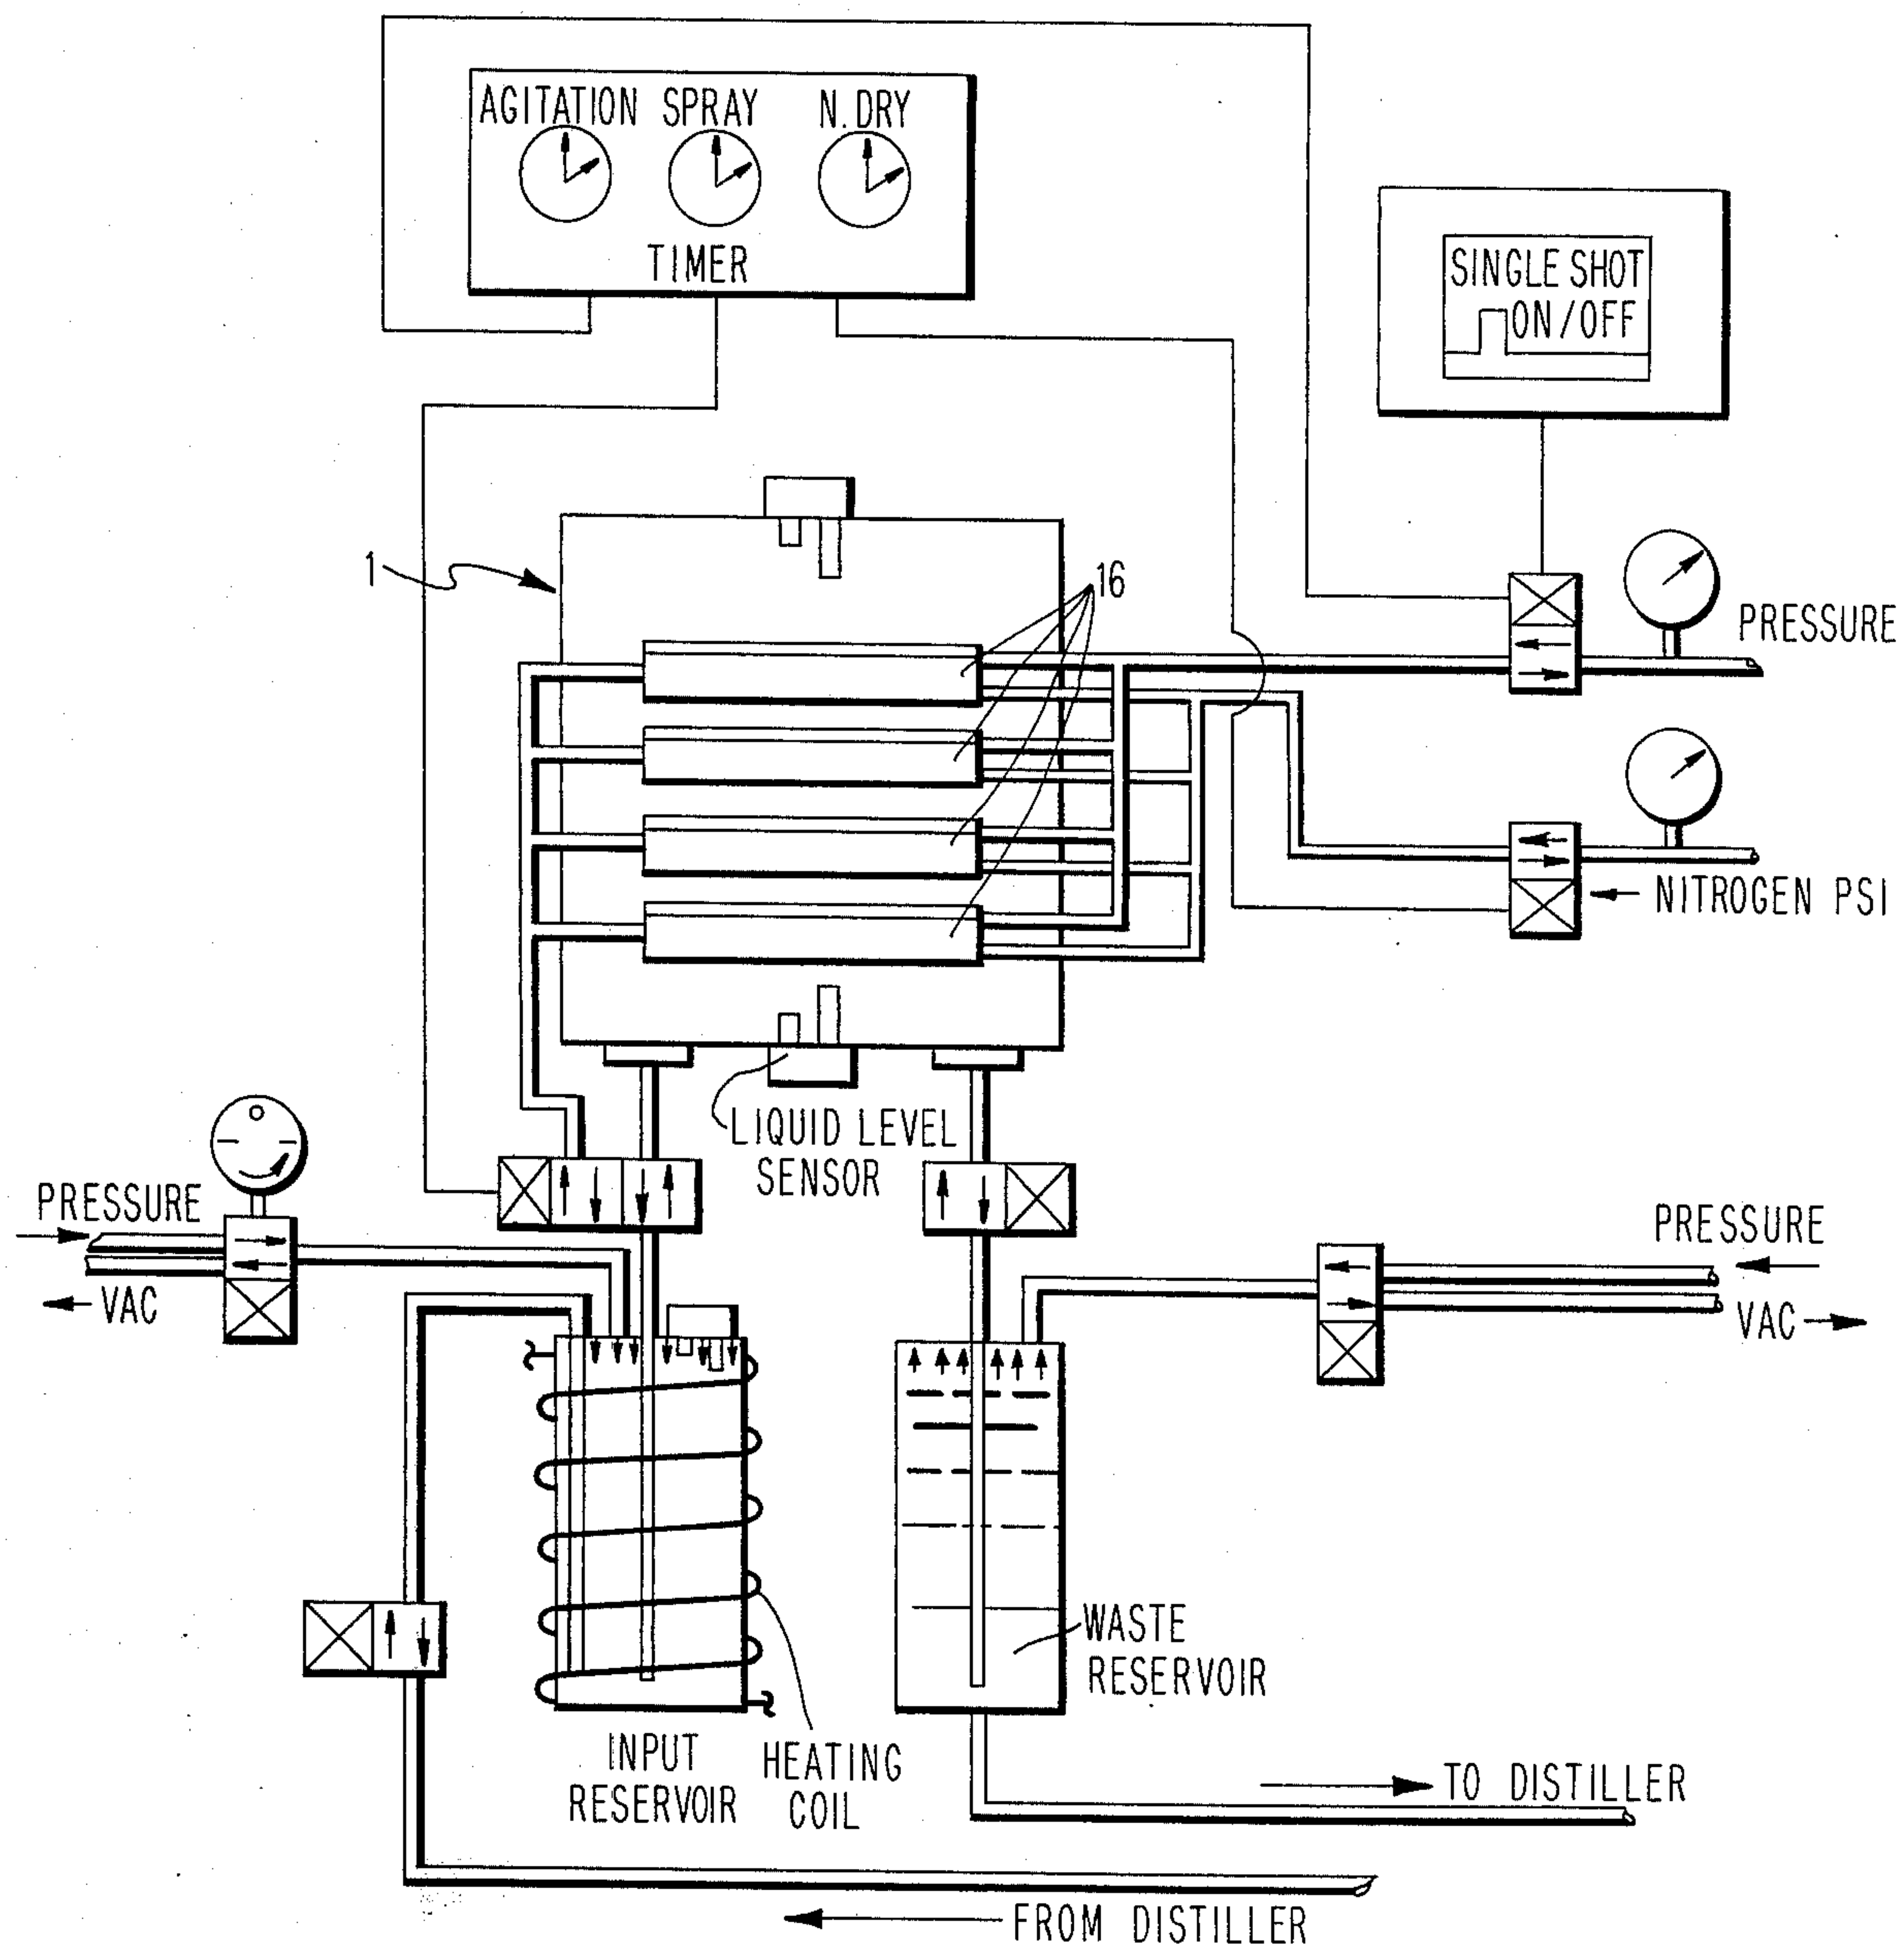 AGITATION SPRAY N. DRY
TIMER
SINGLE SHOT
ON/OFF
1
16
PRESSURE
NITROGEN PSI
LIQUID LEVEL
SENSOR
PRESSURE
VAC
PRESSURE
VAC
WASTE
RESERVOIR
INPUT
RESERVOIR
HEATING
COIL
TO DISTILLER
FROM DISTILLER